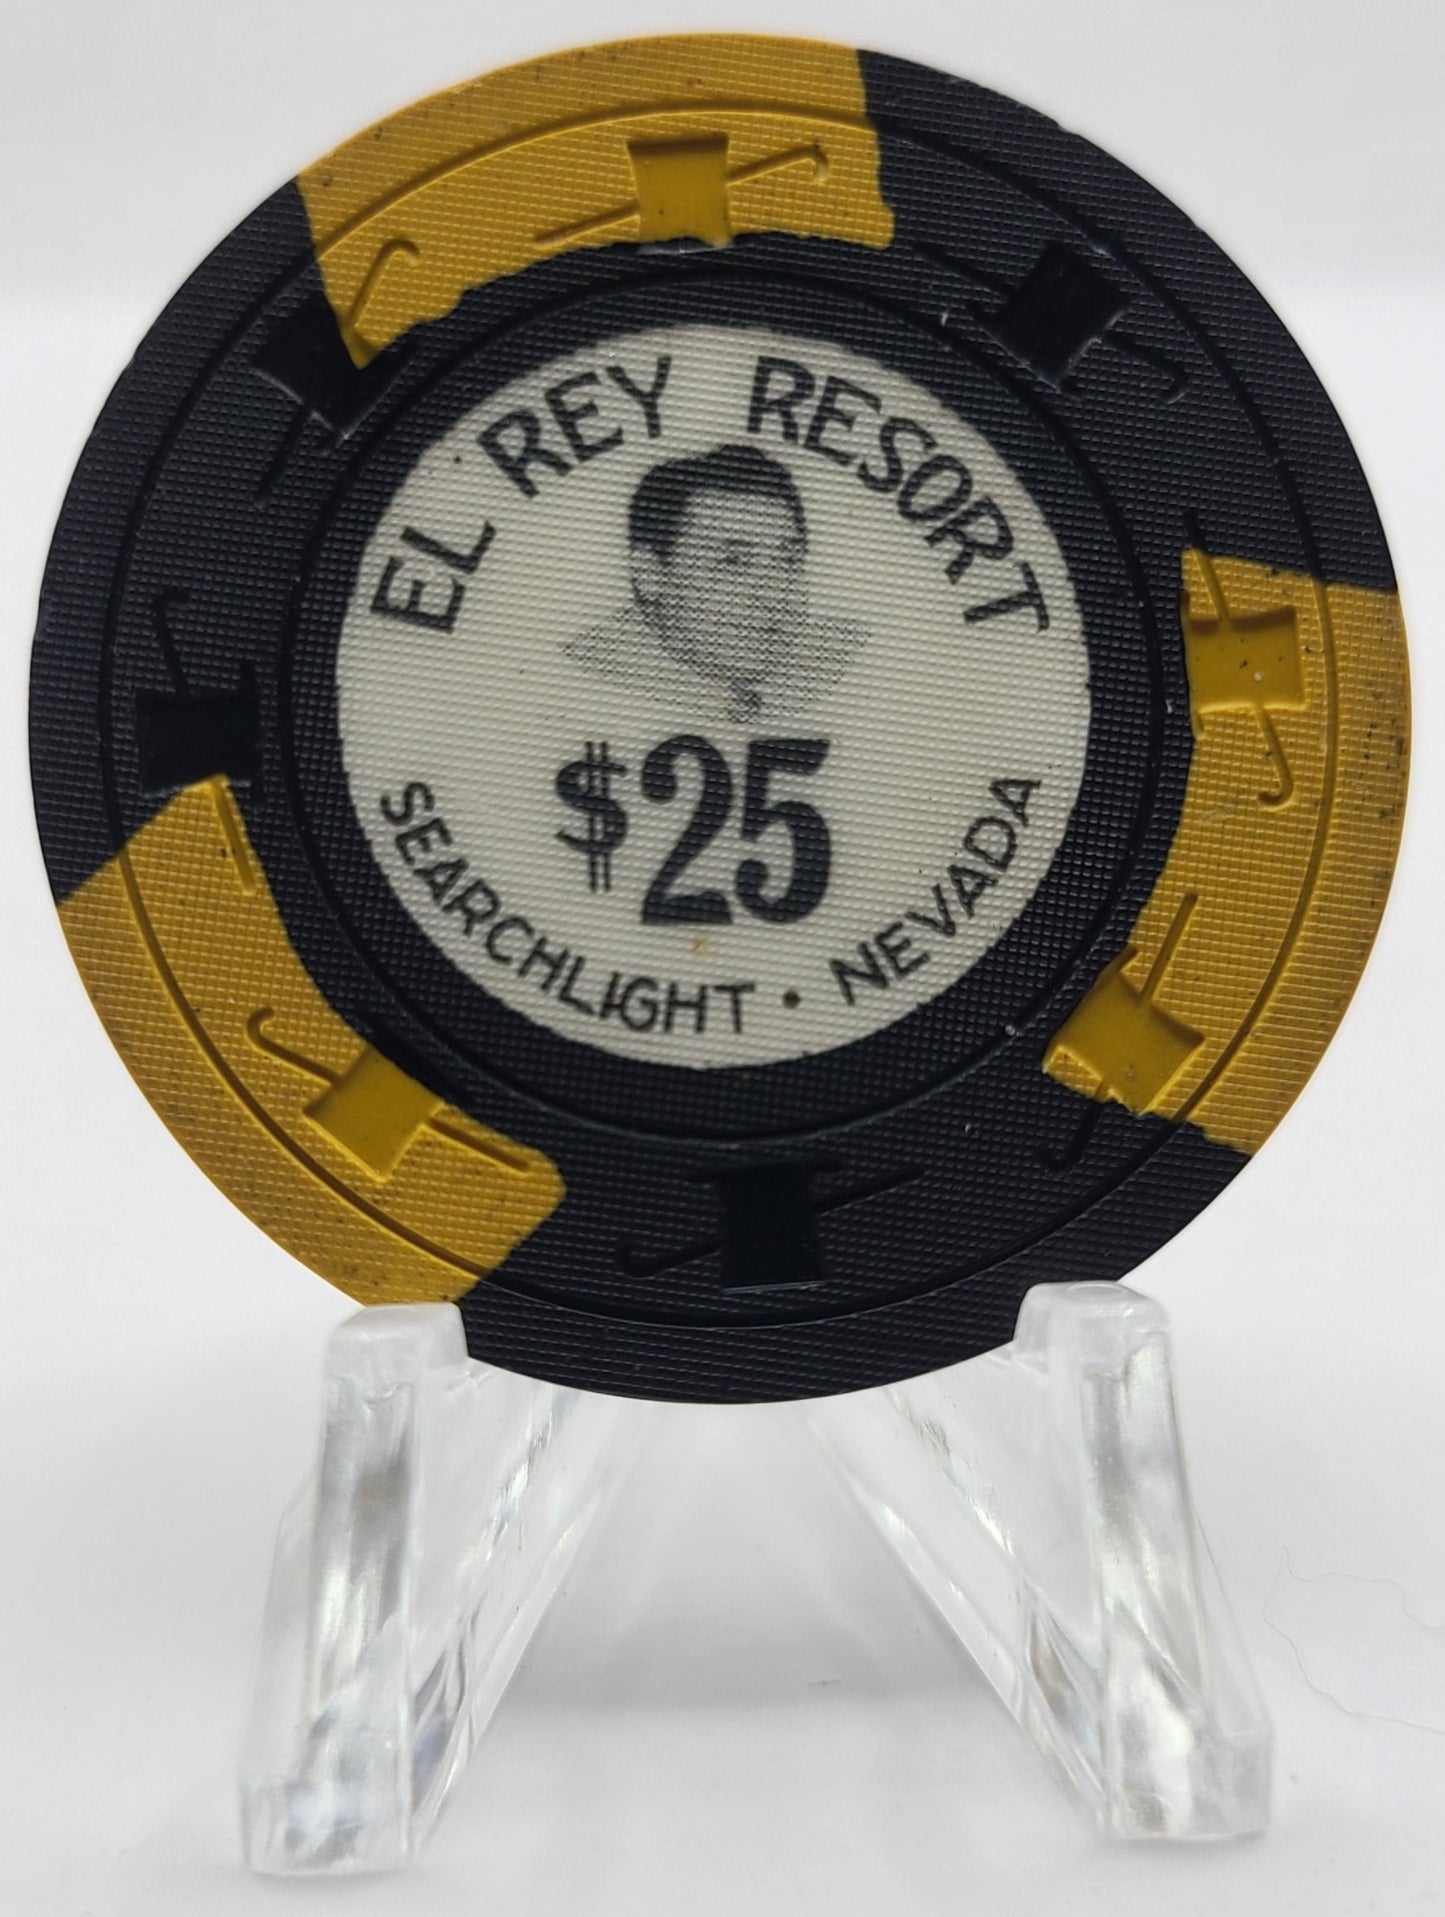 EL REY RESORT
$25
SEARCHLIGHT • NEVADA